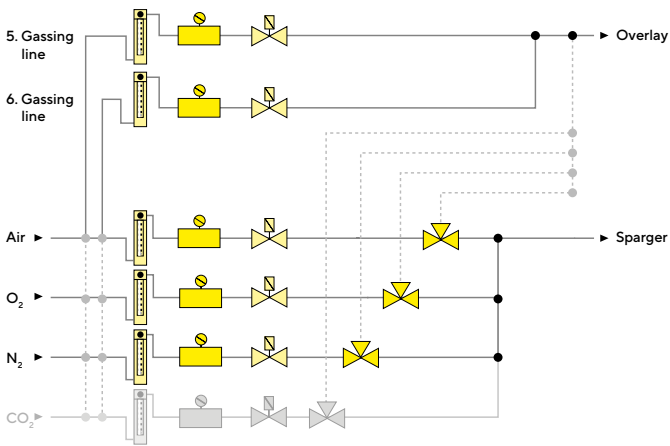 5. Gassing
line
Overlay
6. Gassing
line
Air
Sparger
O₂
N₂
CO₂